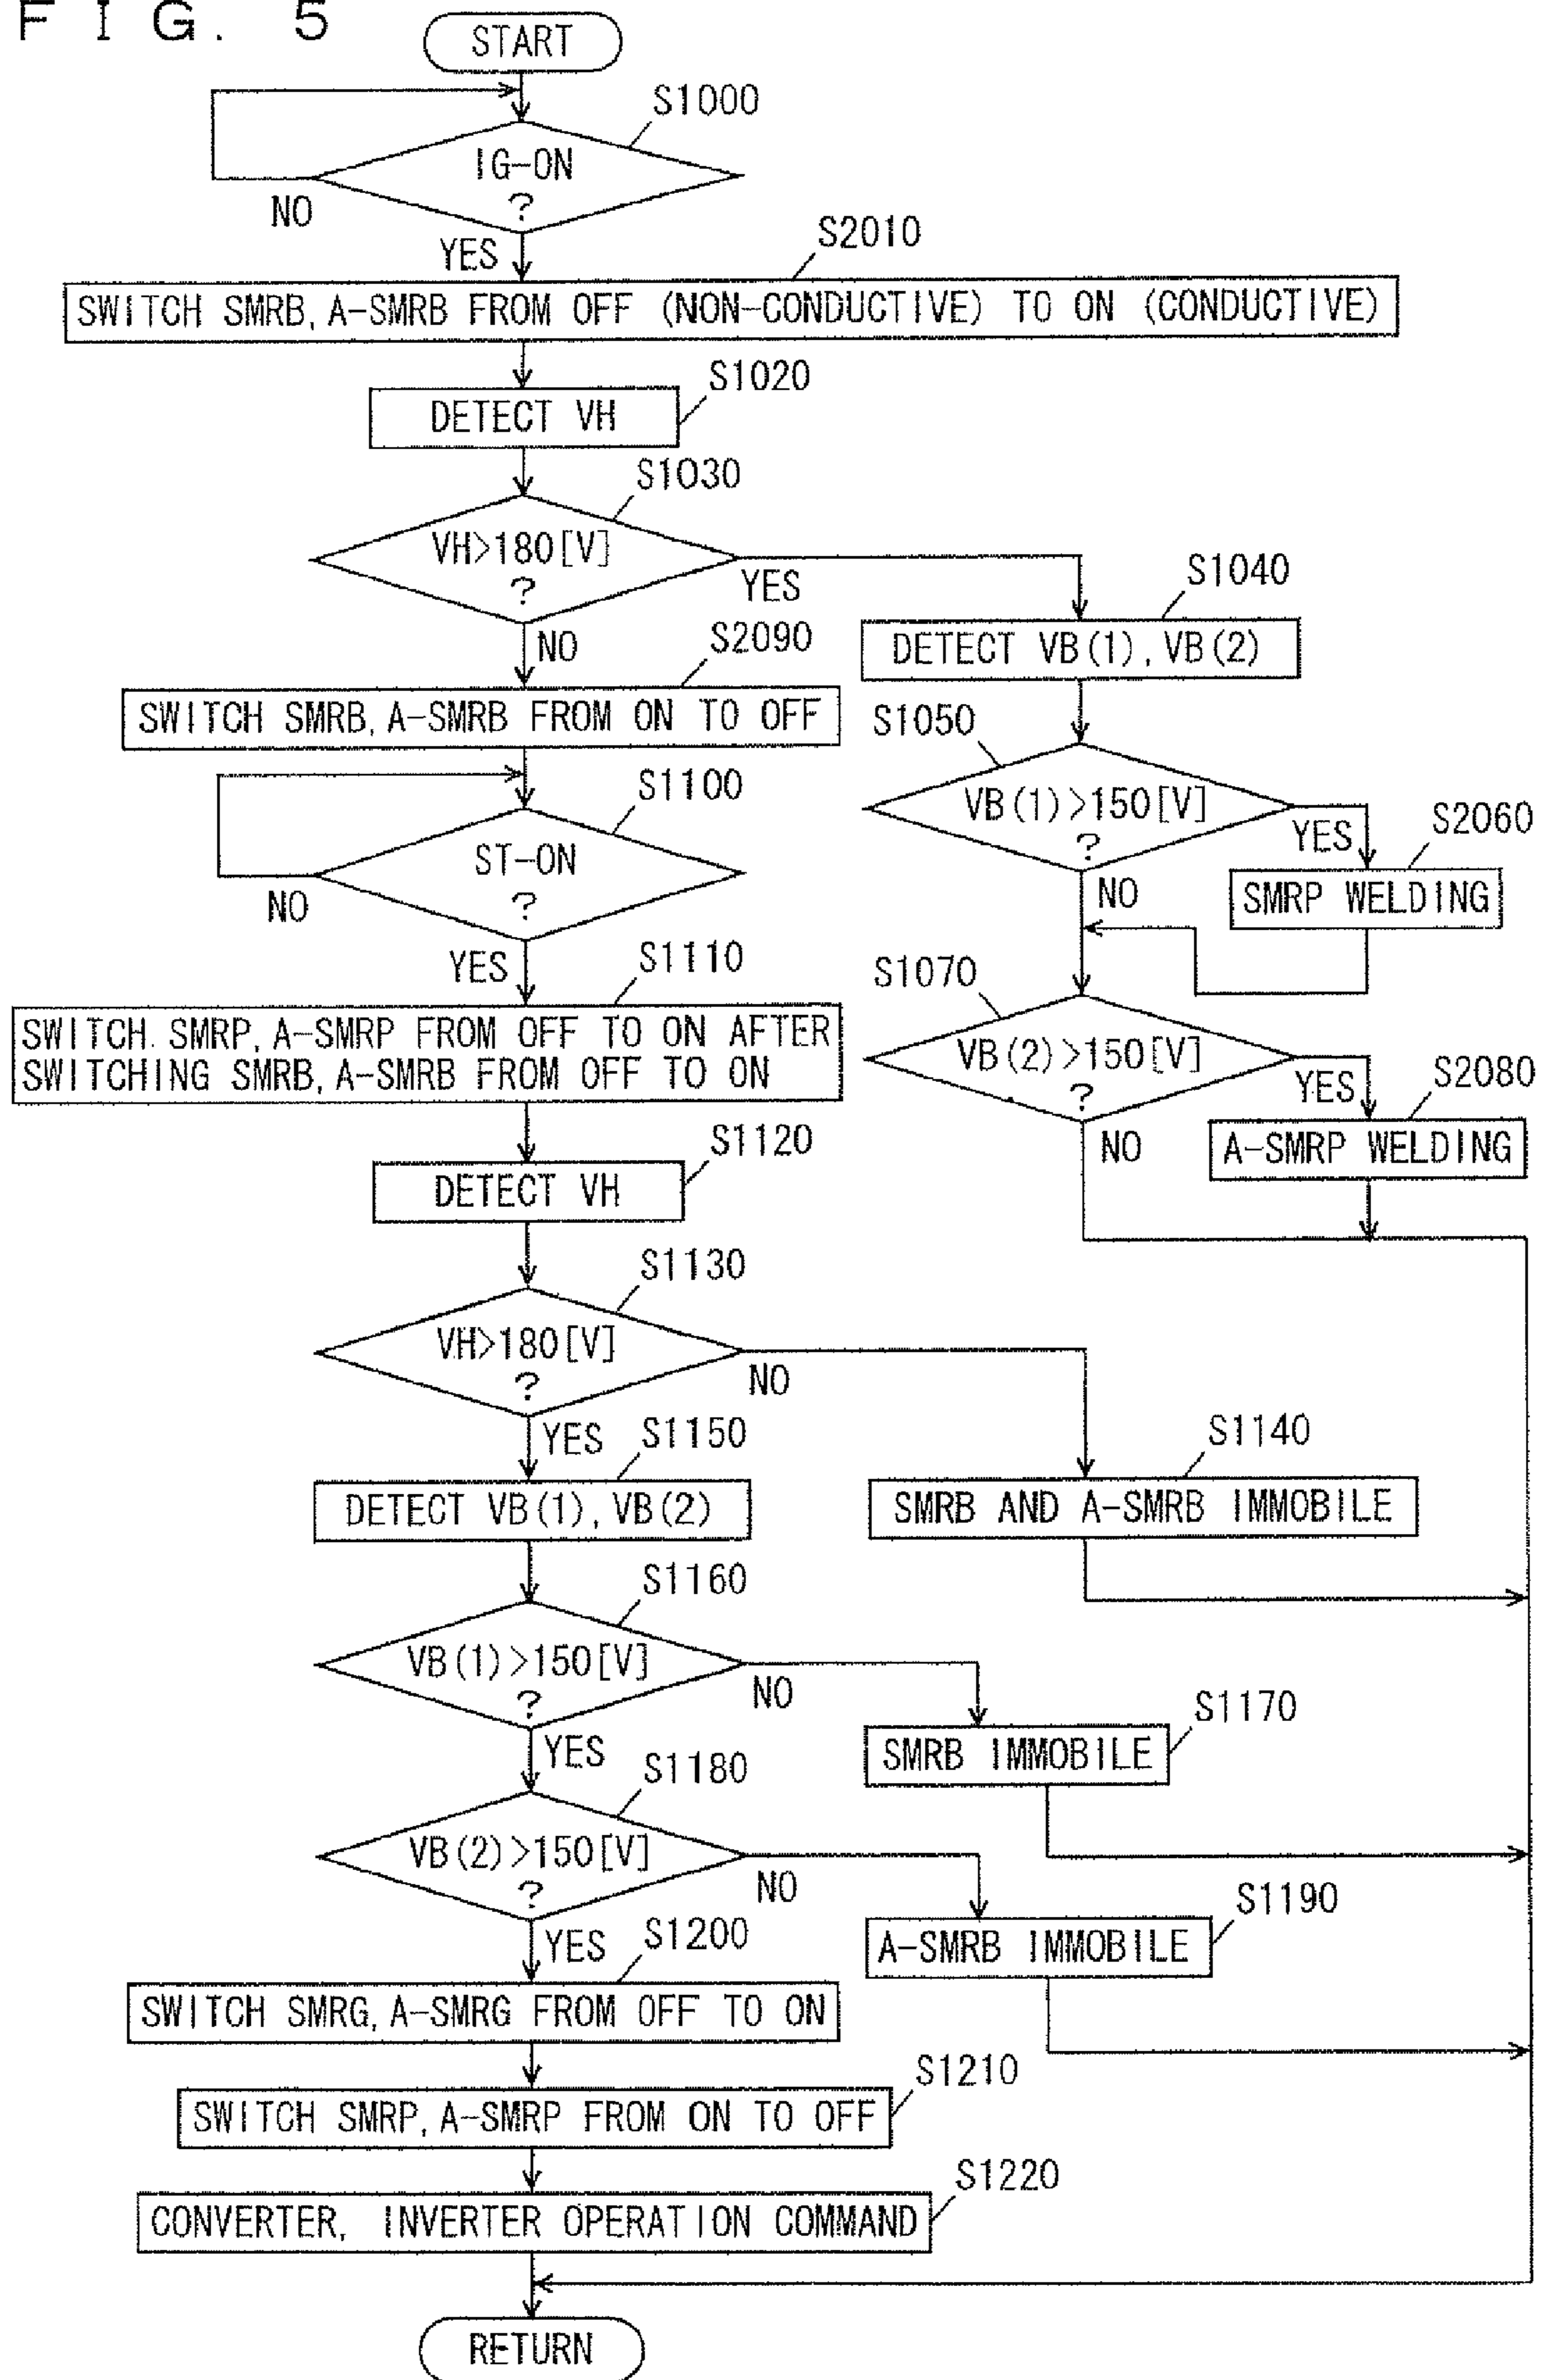 FIG. 5
START
S1000
IG-ON
?
NO
YES
S2010
SWITCH SMRB, A-SMRB FROM OFF (NON-CONDUCTIVE) TO ON (CONDUCTIVE)
S1020
DETECT VH
S1030
VH>180[V]
?
YES
NO
S1040
DETECT VB(1), VB(2)
S2090
SWITCH SMRB, A-SMRB FROM ON TO OFF
S1050
VB(1)>150[V]
?
YES
NO
S2060
SMRP WELDING
S1100
ST-ON
?
NO
YES
S1070
VB(2)>150[V]
?
YES
NO
S2080
A-SMRP WELDING
S1110
SWITCH SMRP, A-SMRP FROM OFF TO ON AFTER
SWITCHING SMRB, A-SMRB FROM OFF TO ON
S1120
DETECT VH
S1130
VH>180[V]
?
NO
YES
S1140
SMRB AND A-SMRB IMMOBILE
S1150
DETECT VB(1), VB(2)
S1160
VB(1)>150[V]
?
NO
YES
S1170
SMRB IMMOBILE
S1180
VB(2)>150[V]
?
NO
YES
S1190
A-SMRB IMMOBILE
S1200
SWITCH SMRG, A-SMRG FROM OFF TO ON
S1210
SWITCH SMRP, A-SMRP FROM ON TO OFF
S1220
CONVERTER, INVERTER OPERATION COMMAND
RETURN